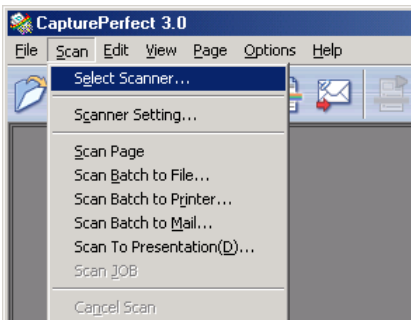 CapturePerfect 3.0
File Scan Edit View Page Options Help
Select Scanner...
Scanner Setting...
Scan Page
Scan Batch to File...
Scan Batch to Printer...
Scan Batch to Mail...
Scan To Presentation(D)...
Scan JOB
Cancel Scan